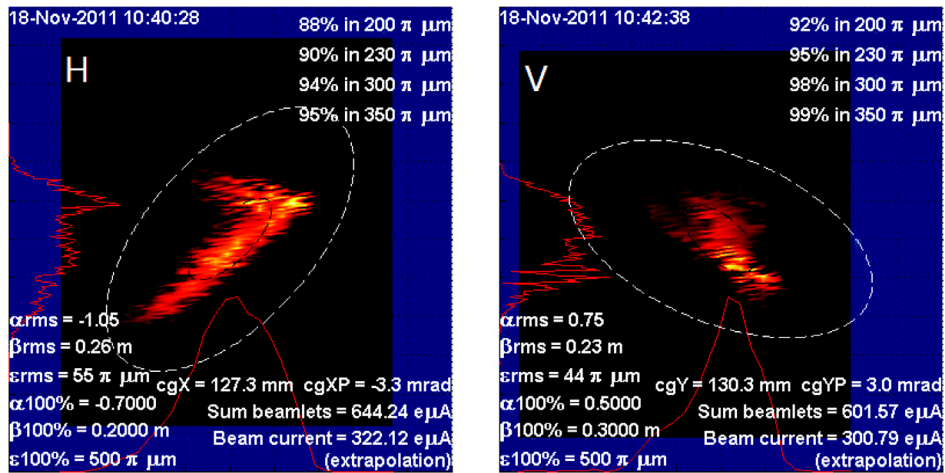 18-Nov-2011 10:40:28
88% in 200 π μm
90% in 230 π μm
94% in 300 π μm
95% in 350 π μm
H
αrms = -1.05
βrms = 0.26 m
εrms = 55 π μm
α100% = -0.7000
β100% = 0.2000 m
ε100% = 500 π μm
cgX = 127.3 mm cgXP = -3.3 mrad
Sum beamlets = 644.24 eμA
Beam current = 322.12 eμA
(extrapolation)
18-Nov-2011 10:42:38
92% in 200 π μm
95% in 230 π μm
98% in 300 π μm
99% in 350 π μm
V
αrms = 0.75
βrms = 0.23 m
εrms = 44 π μm
α100% = 0.5000
β100% = 0.3000 m
ε100% = 500 π μm
cgY = 130.3 mm cgYP = 3.0 mrad
Sum beamlets = 601.57 eμA
Beam current = 300.79 eμA
(extrapolation)